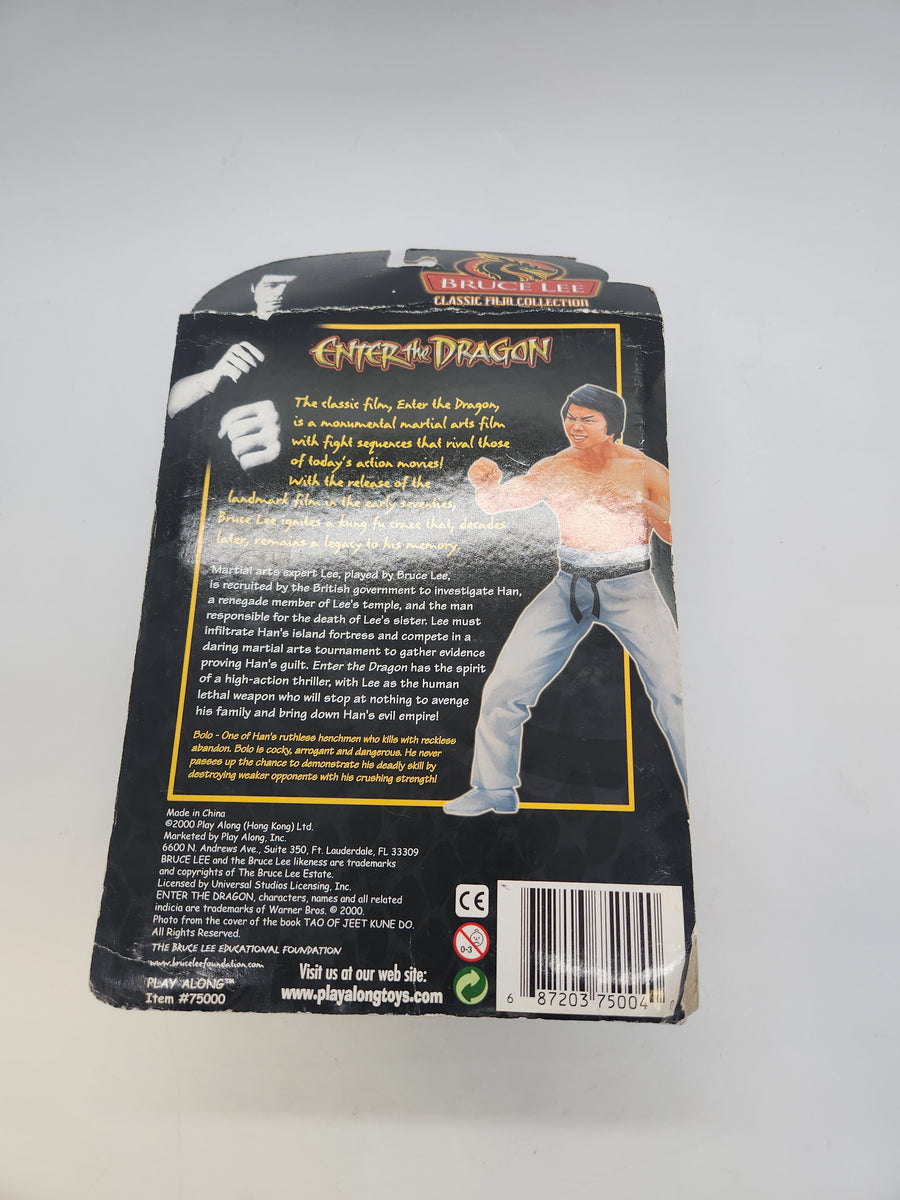 BRUCE LEE
CLASSIC FILM COLLECTION
ENTER the DRAGON
The classic film, Enter the Dragon,
is a monumental martial arts film
with fight sequences that rival those
of today's action movies!
With the release of the
landmark film in the early seventies,
Bruce Lee ignites a kung fu craze that, decades
later, remains a legacy to his memory.
Martial arts expert Lee, played by Bruce Lee,
is recruited by the British government to investigate Han,
a renegade member of Lee's temple, and the man
responsible for the death of Lee's sister. Lee must
infiltrate Han's island fortress and compete in a
daring martial arts tournament to gather evidence
proving Han's guilt. Enter the Dragon has the spirit
of a high-action thriller, with Lee as the human
lethal weapon who will stop at nothing to avenge
his family and bring down Han's evil empire!
Bolo - One of Han's ruthless henchmen who kills with reckless
abandon. Bolo is cocky, arrogant and dangerous. He never
passes up the chance to demonstrate his deadly skill by
destroying weaker opponents with his crushing strength!
Made in China
©2000 Play Along (Hong Kong) Ltd.
Marketed by Play Along, Inc.
6600 N. Andrews Ave., Suite 350, Ft. Lauderdale, FL 33309
BRUCE LEE and the Bruce Lee likeness are trademarks
and copyrights of The Bruce Lee Estate.
Licensed by Universal Studios Licensing, Inc.
ENTER THE DRAGON, characters, names and all related
indicia are trademarks of Warner Bros. © 2000.
Photo from the cover of the book TAO OF JEET KUNE DO.
All Rights Reserved.
THE BRUCE LEE EDUCATIONAL FOUNDATION
www.bruceleefoundation.com
PLAY ALONG™
Item #75000
Visit us at our web site:
www.playalongtoys.com
CE
0-3
6 87203 75004